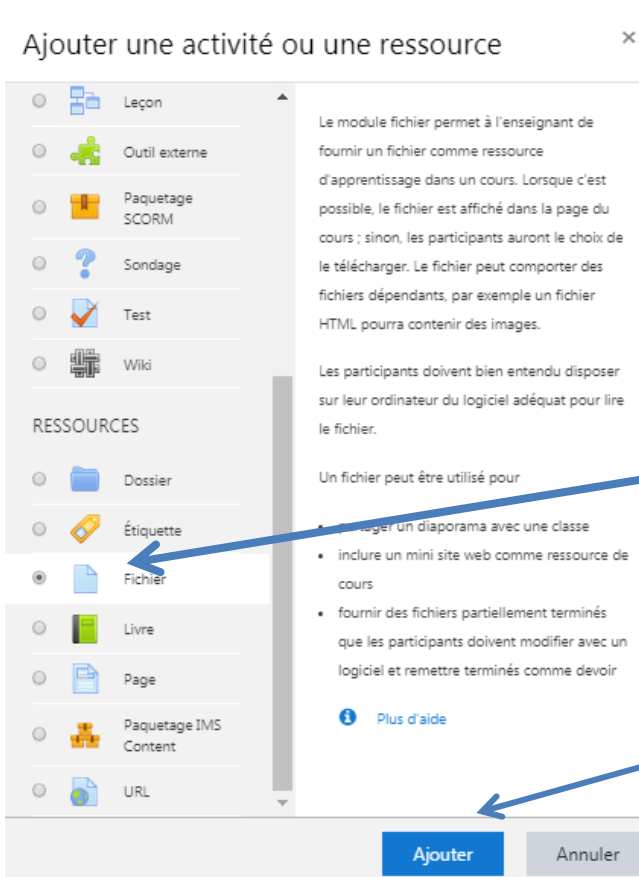 Ajouter une activité ou une ressource
×
Leçon
Outil externe
Paquetage
SCORM
Sondage
Test
Wiki
RESSOURCES
Dossier
Étiquette
Fichier
Livre
Page
Paquetage IMS
Content
URL
Le module fichier permet à l'enseignant de
fournir un fichier comme ressource
d'apprentissage dans un cours. Lorsque c'est
possible, le fichier est affiché dans la page du
cours ; sinon, les participants auront le choix de
le télécharger. Le fichier peut comporter des
fichiers dépendants, par exemple un fichier
HTML pourra contenir des images.
Les participants doivent bien entendu disposer
sur leur ordinateur du logiciel adéquat pour lire
le fichier.
Un fichier peut être utilisé pour
• partager un diaporama avec une classe
• inclure un mini site web comme ressource de
cours
• fournir des fichiers partiellement terminés
que les participants doivent modifier avec un
logiciel et remettre terminés comme devoir
Plus d'aide
Ajouter
Annuler